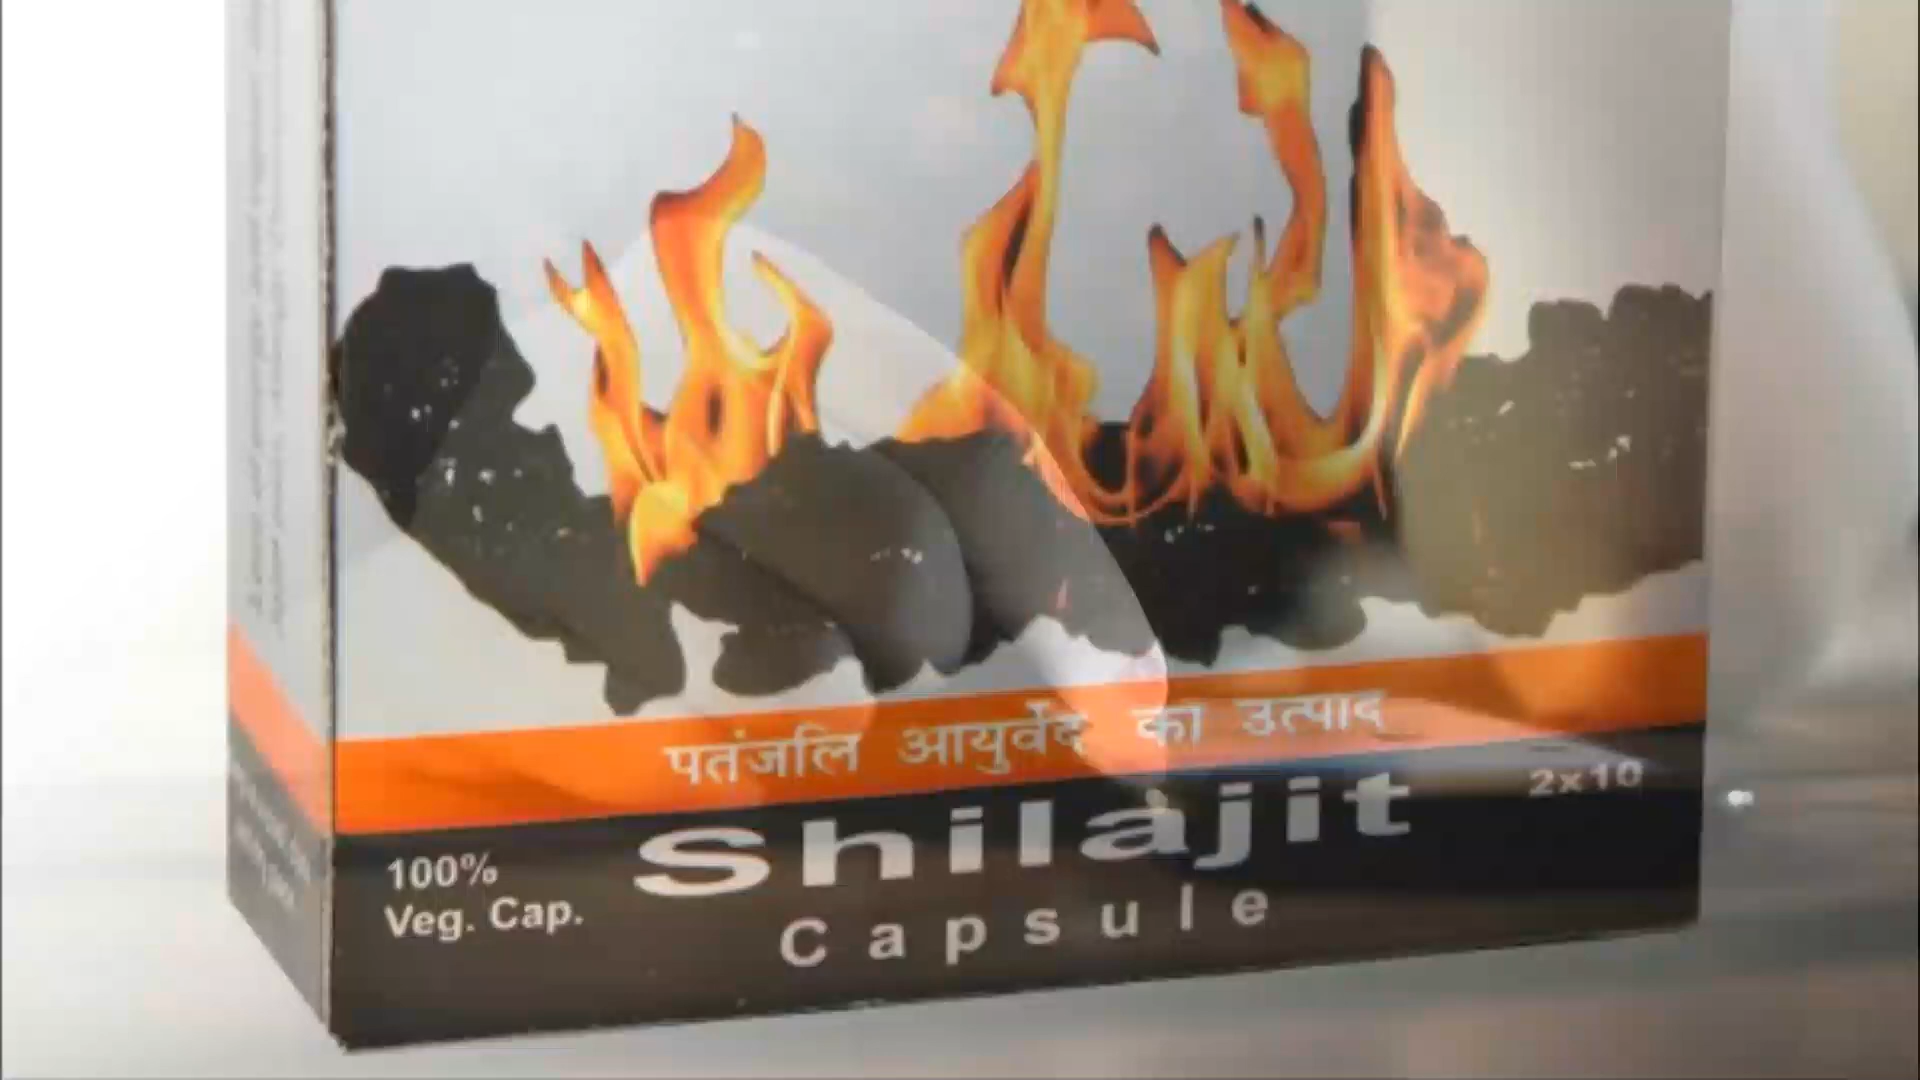 पतंजलि आयुर्वेद का उत्पाद
Shilajit
2x10
Capsule
100%
Veg. Cap.